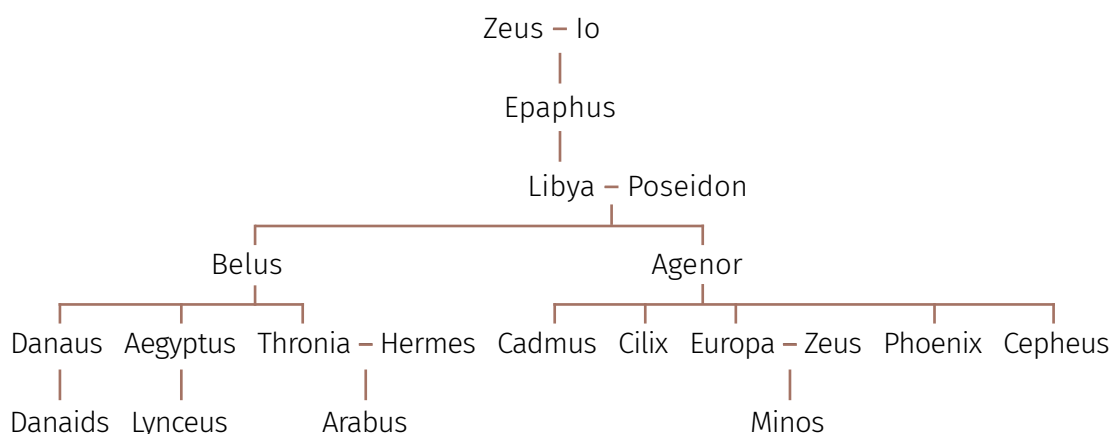 Zeus – Io
Epaphus
Libya – Poseidon
Belus Agenor
Danaus Aegyptus Thronia – Hermes Cadmus Cilix Europa – Zeus Phoenix Cepheus
Danaids Lynceus Arabus Minos